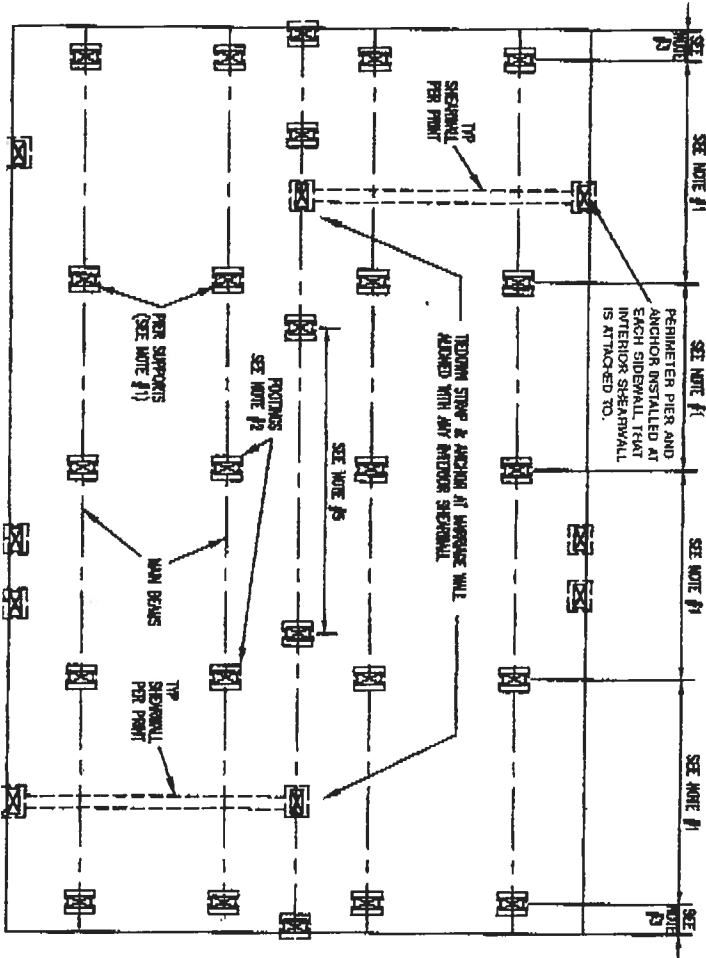 SEE
NOTE
#3
SEE NOTE #1
SEE NOTE #1
SEE NOTE #1
SEE NOTE #1
SEE
NOTE
#3
PERIMETER PIER AND
ANCHOR INSTALLED AT
EACH SIDEWALL THAT
INTERIOR SHEARWALL
IS ATTACHED TO.
TYP
SHEARWALL
PER PRINT
TIEDOWN STRAP & ANCHOR AT MARRIAGE WALL
ALIGNED WITH ANY INTERIOR SHEARWALL
SEE NOTE #5
FOOTINGS
SEE NOTE #2
PIER SUPPORTS
(SEE NOTE #1)
MAIN BEAMS
TYP
SHEARWALL
PER PRINT